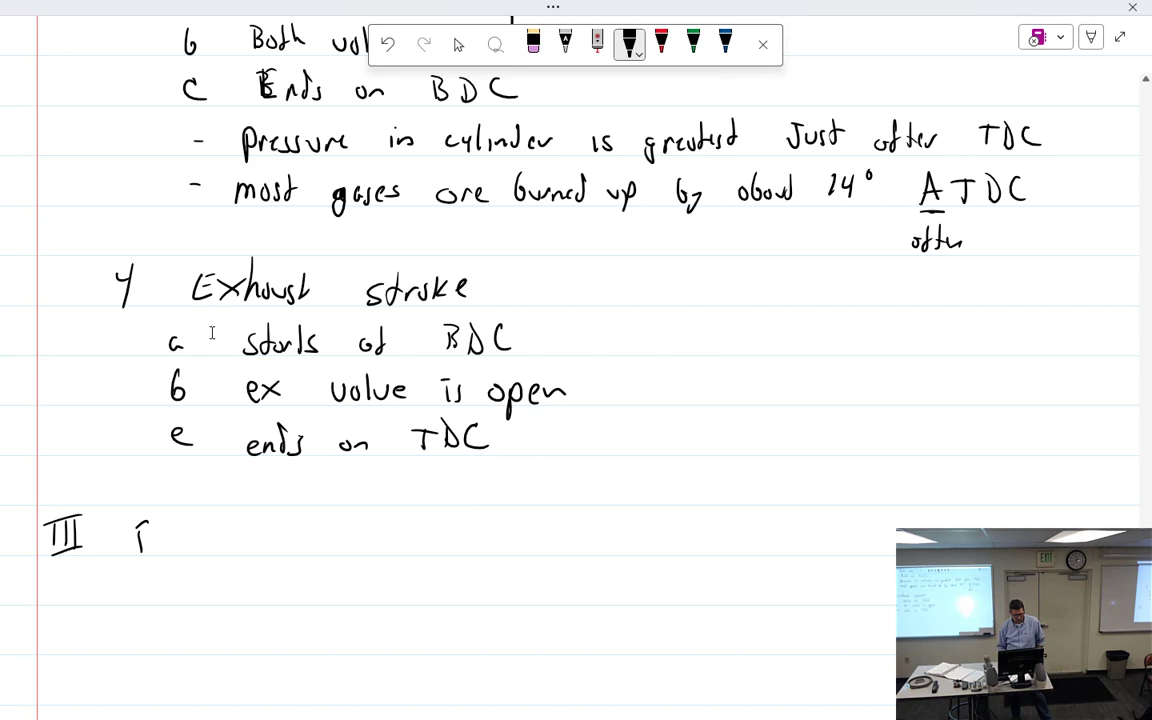 b Both val
c Ends on BDC
- Pressure in cylinder is greatest Just after TDC
- most gases are burned up by about 14° ATDC
after
4 Exhaust stroke
a starts at BDC
b ex valve is open
c ends on TDC
III
EXIT